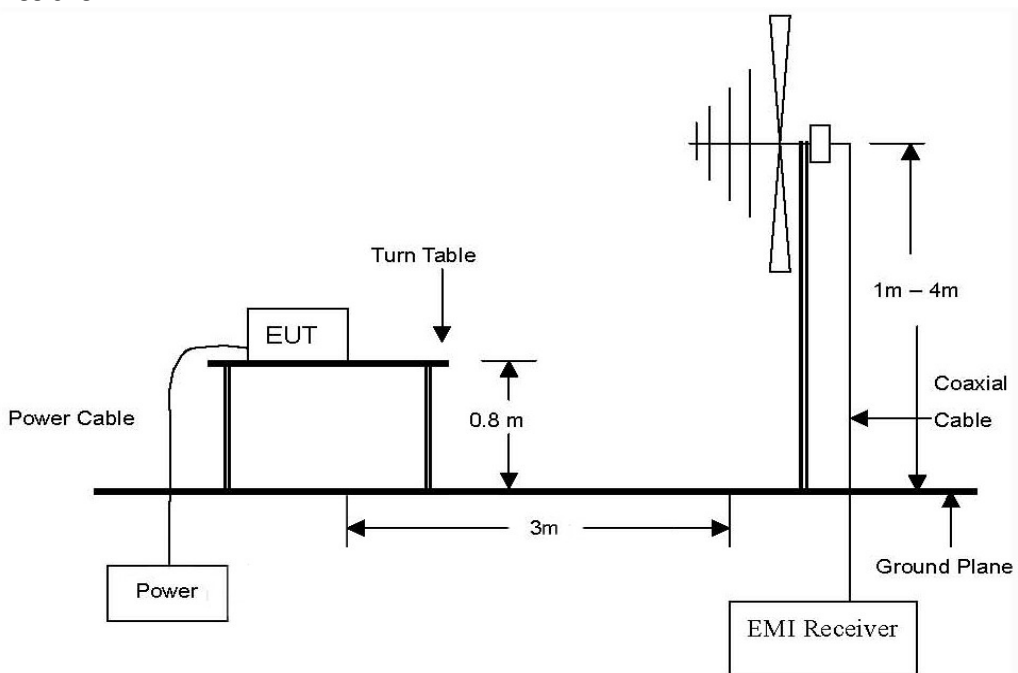 Turn Table
EUT
1m – 4m
Coaxial
Cable
Power Cable
0.8 m
3m
Ground Plane
Power
EMI Receiver